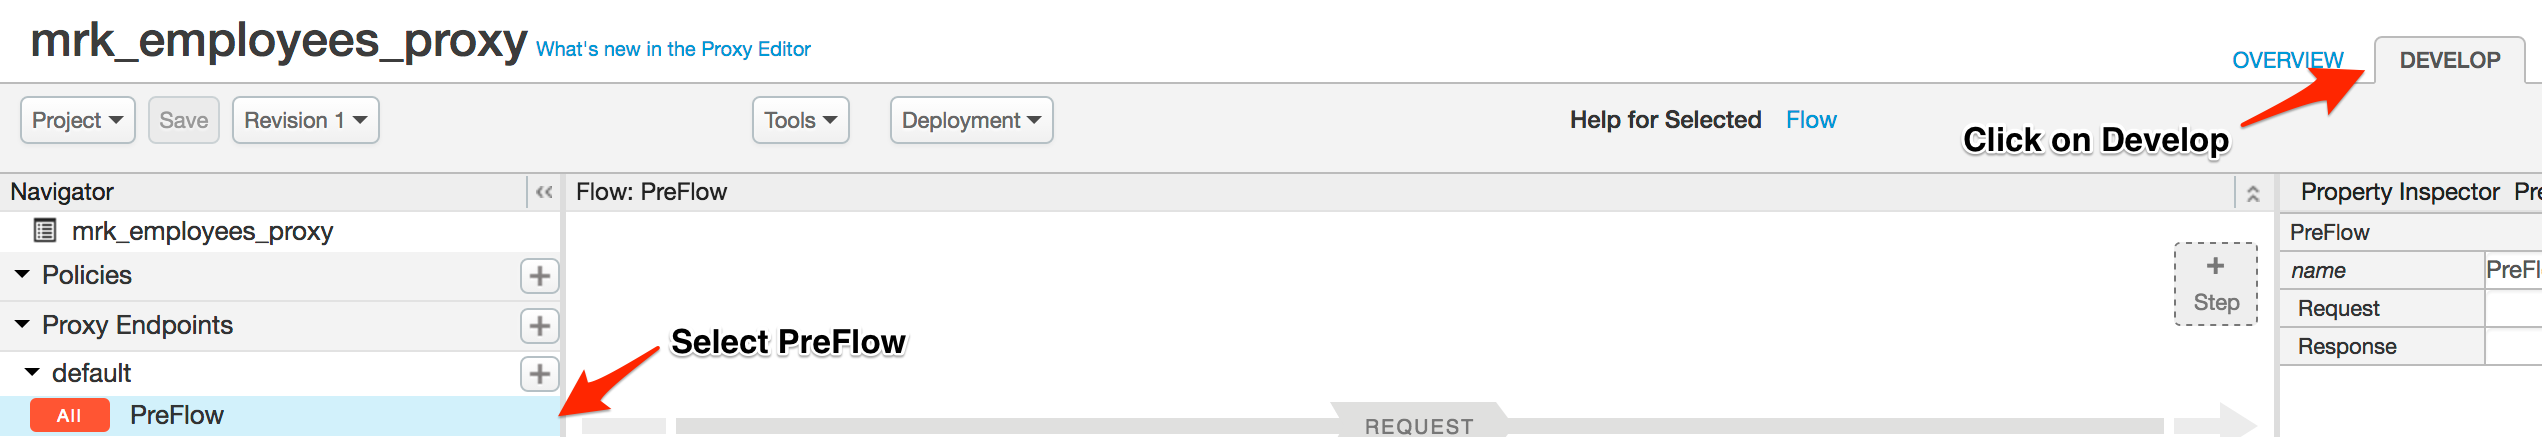 mrk_employees_proxy What's new in the Proxy Editor
OVERVIEW DEVELOP
Project Save Revision 1 Tools Deployment Help for Selected Flow
Click on Develop
Navigator Flow: PreFlow Property Inspector Pre
mrk_employees_proxy
PreFlow
Policies
name PreFl
+ Step
Request
Proxy Endpoints
Select PreFlow
Response
default
All PreFlow
REQUEST